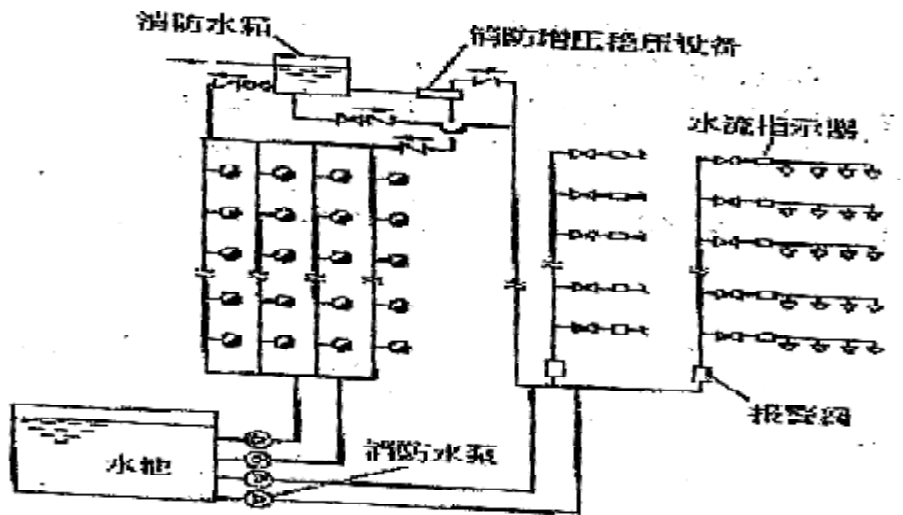 消防水箱
消防增压稳压设备
水流指示器
报警阀
水池
消防水泵